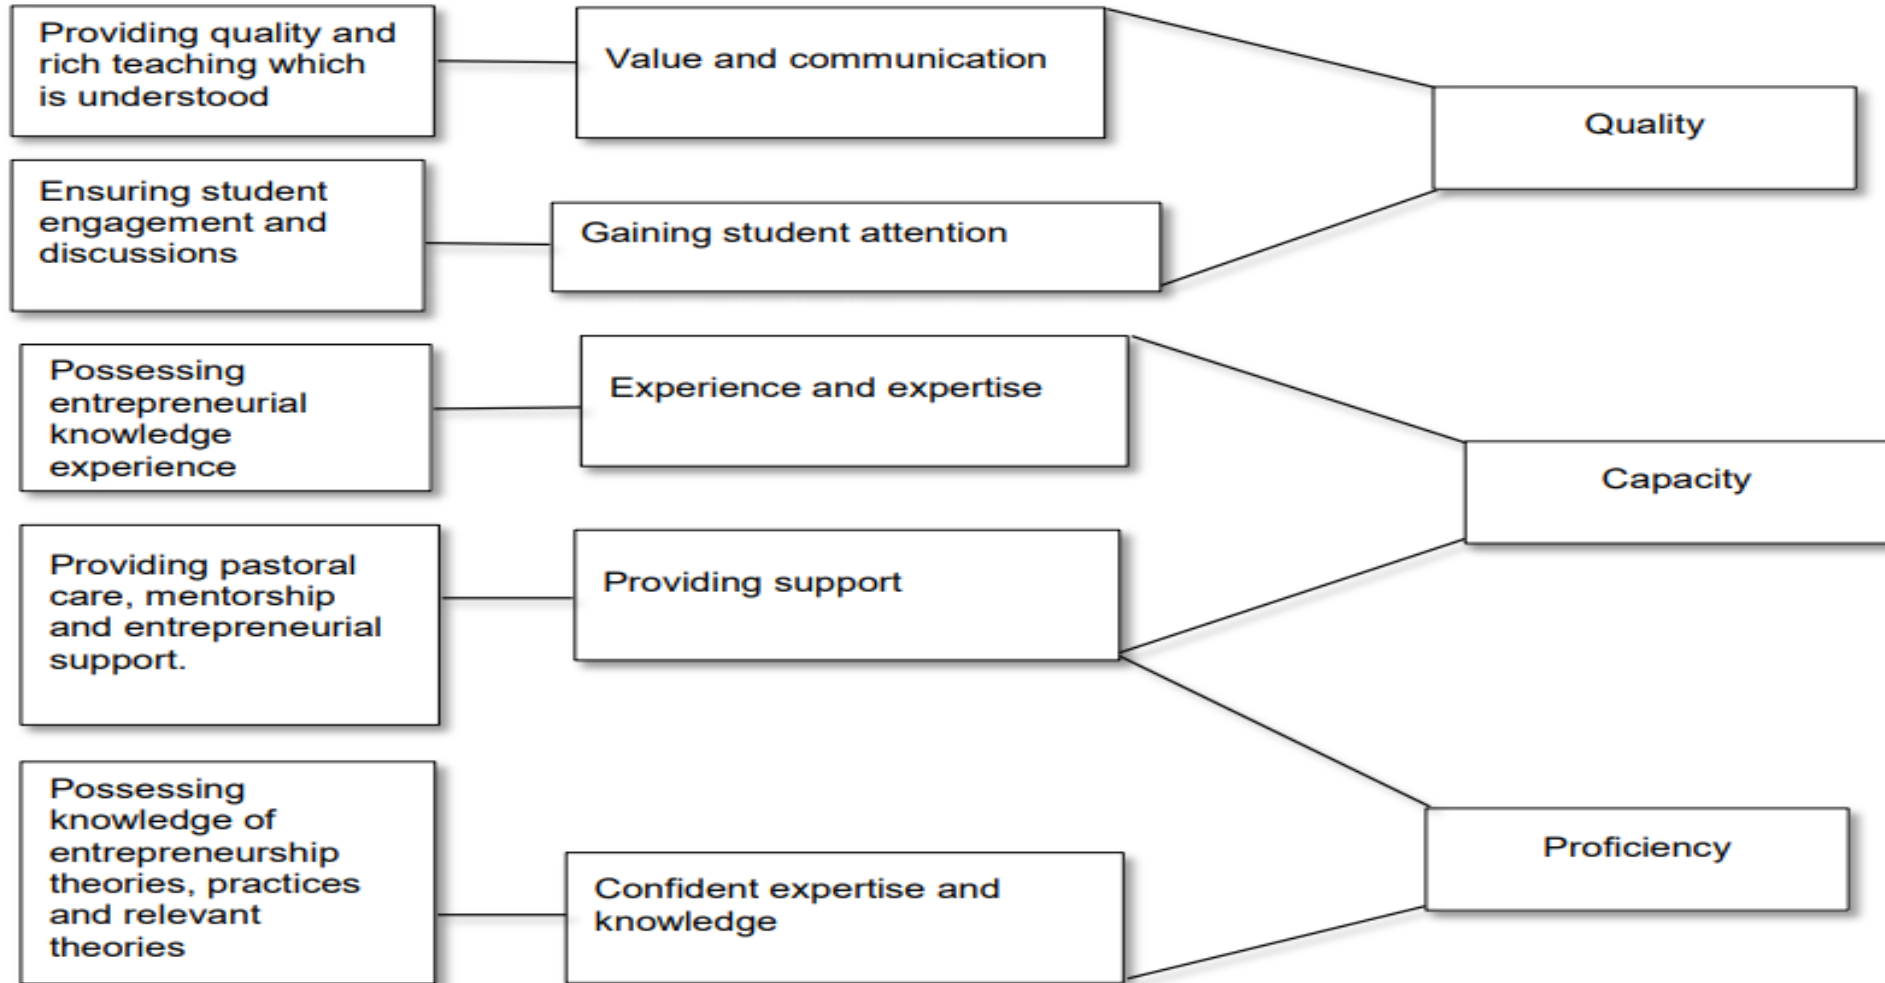 Providing quality and
rich teaching which
is understood
Value and communication
Quality
Ensuring student
engagement and
discussions
Gaining student attention
Possessing
entrepreneurial
knowledge
experience
Experience and expertise
Capacity
Providing pastoral
care, mentorship
and entrepreneurial
support.
Providing support
Possessing
knowledge of
entrepreneurship
theories, practices
and relevant
theories
Confident expertise and
knowledge
Proficiency